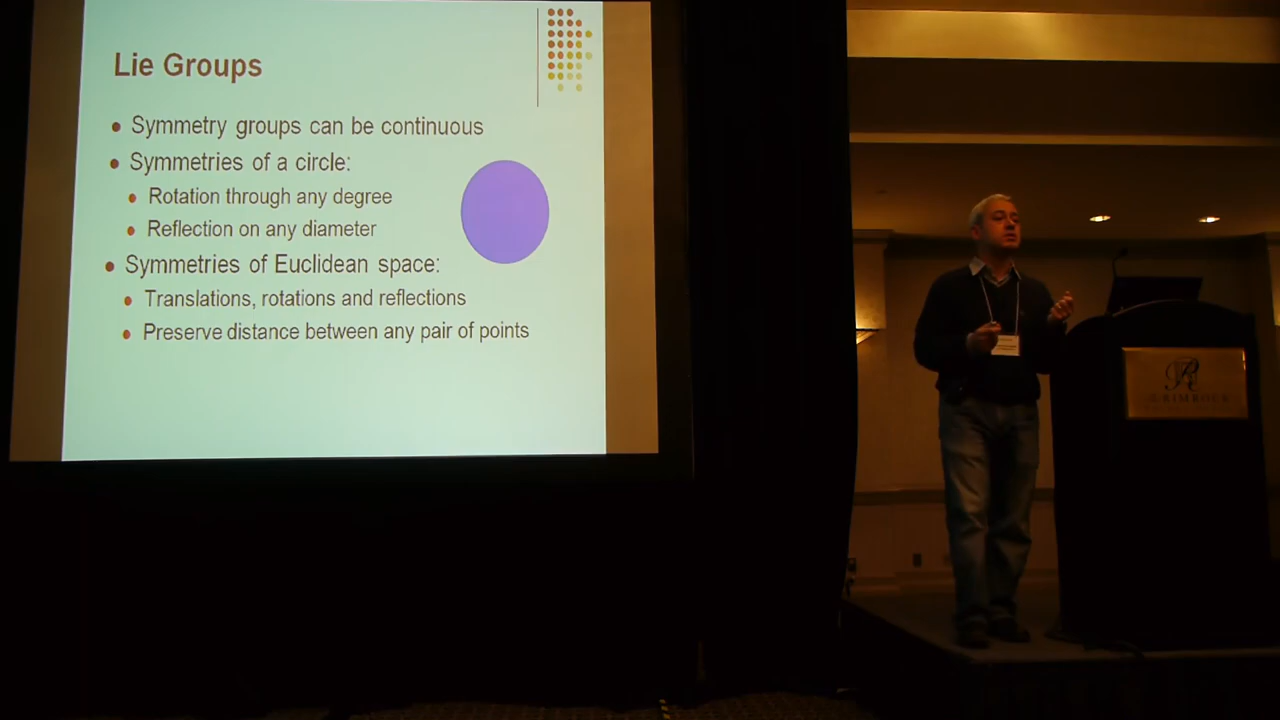 Lie Groups
Symmetry groups can be continuous
Symmetries of a circle:
Rotation through any degree
Reflection on any diameter
Symmetries of Euclidean space:
Translations, rotations and reflections
Preserve distance between any pair of points
R
RIMROCK